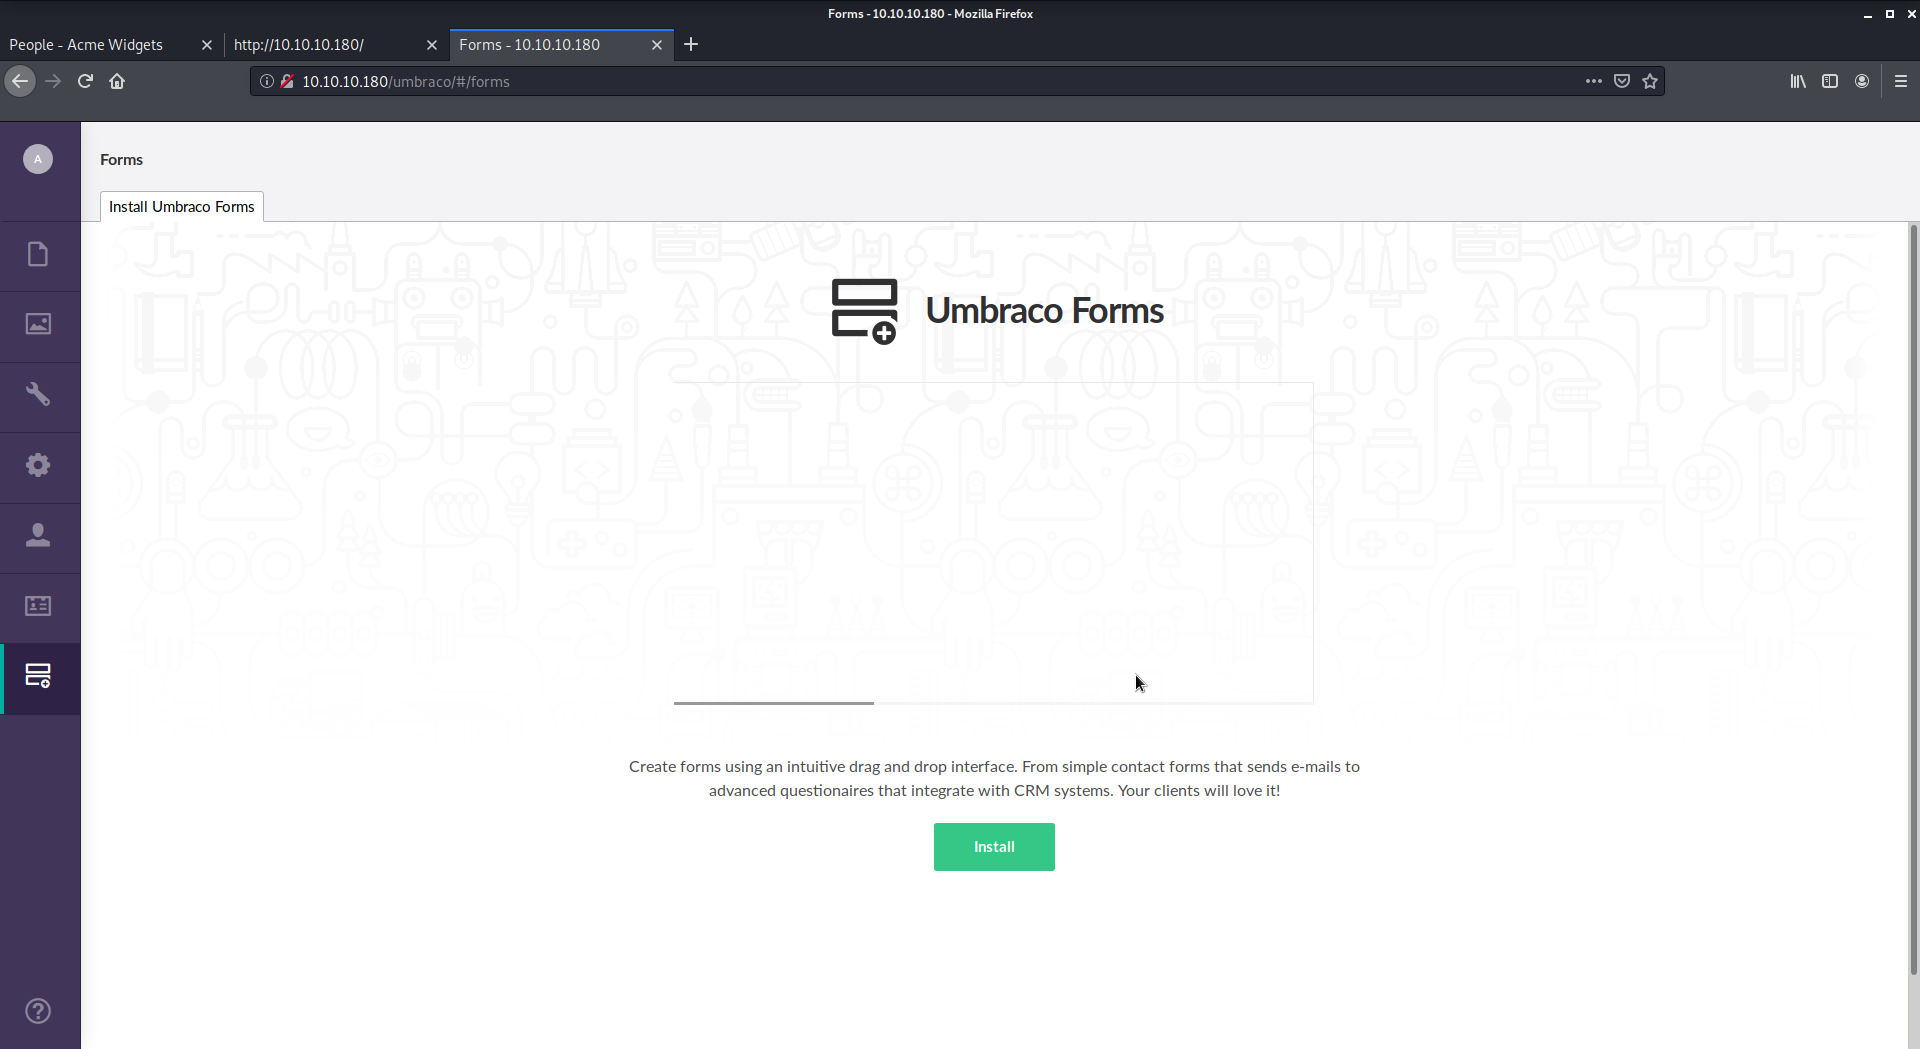 Forms - 10.10.10.180 - Mozilla Firefox
People - Acme Widgets
http://10.10.10.180/
Forms - 10.10.10.180
10.10.10.180/umbraco/#/forms
A
Forms
Install Umbraco Forms
Umbraco Forms
Create forms using an intuitive drag and drop interface. From simple contact forms that sends e-mails to
advanced questionaires that integrate with CRM systems. Your clients will love it!
Install